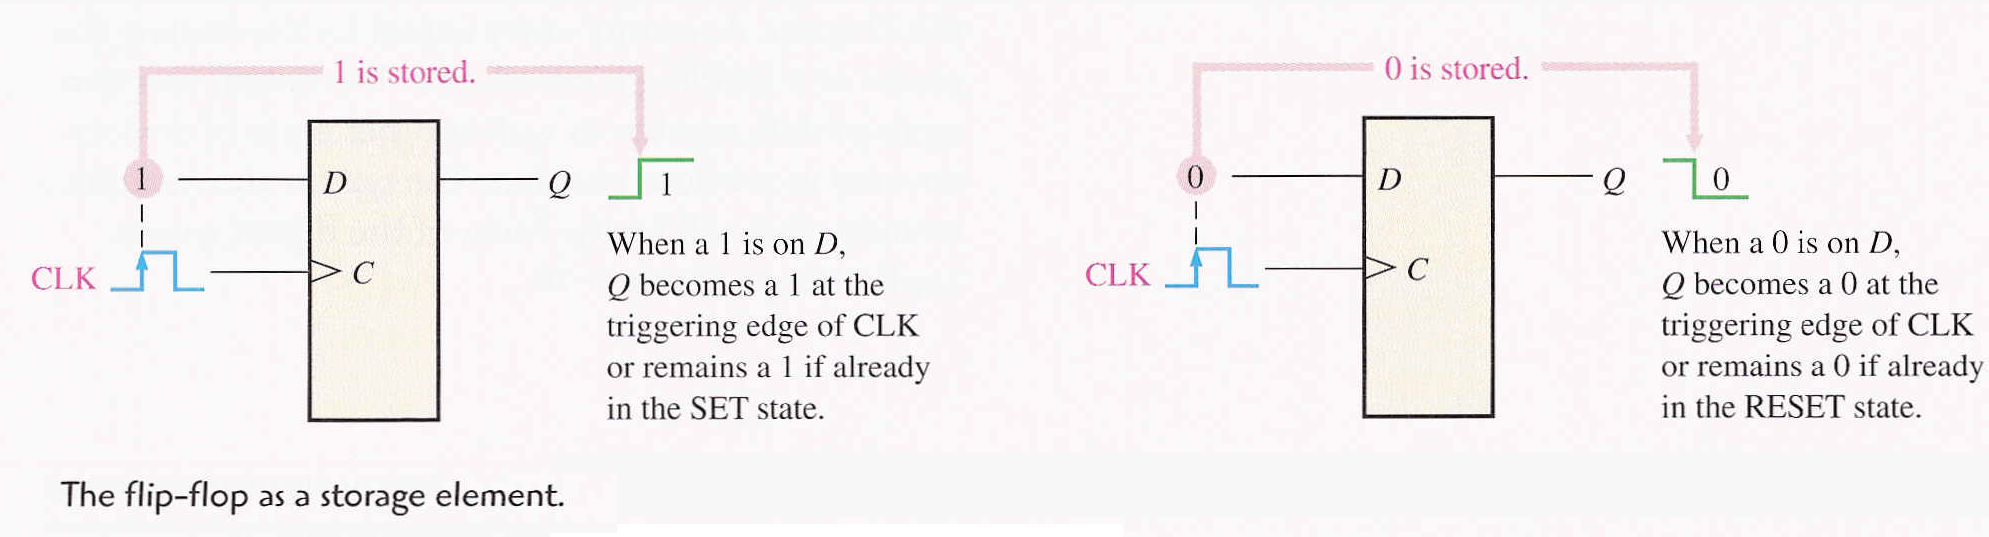 1 is stored.
1
D
Q
1
CLK
C
When a 1 is on D,
Q becomes a 1 at the
triggering edge of CLK
or remains a 1 if already
in the SET state.
0 is stored.
0
D
Q
0
CLK
C
When a 0 is on D,
Q becomes a 0 at the
triggering edge of CLK
or remains a 0 if already
in the RESET state.
The flip-flop as a storage element.